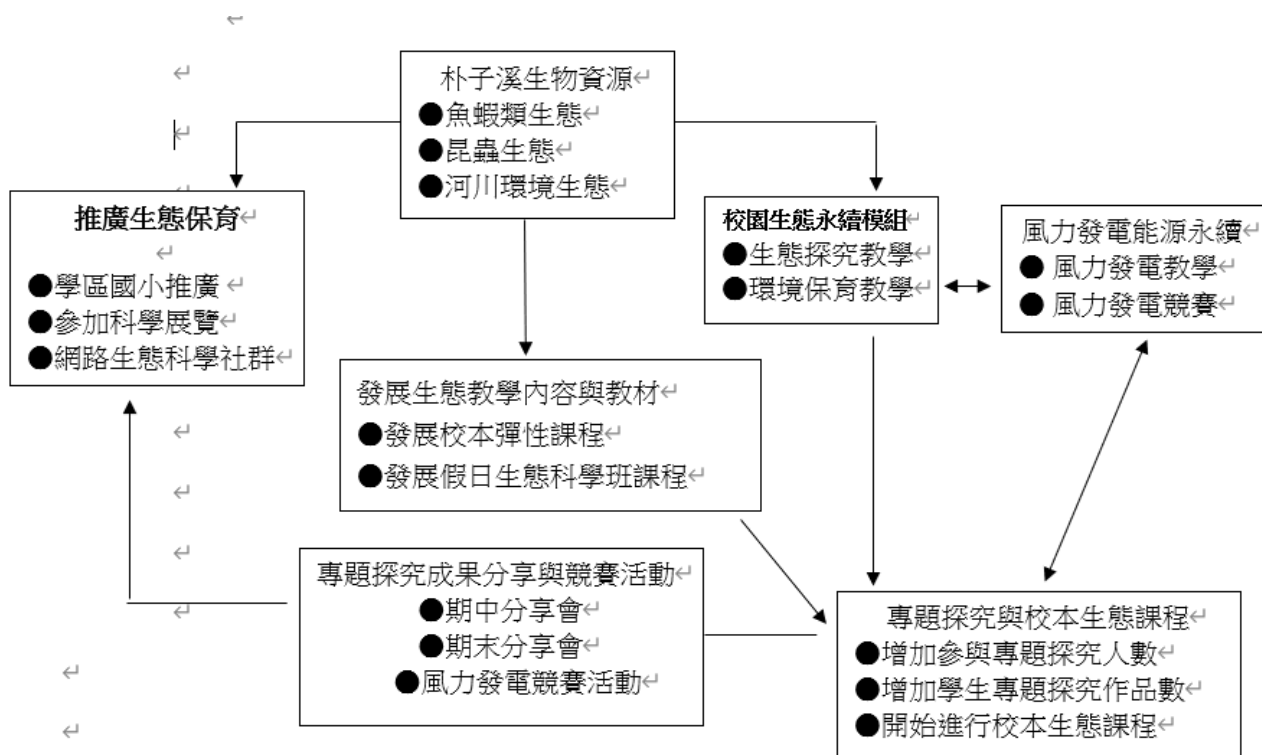 朴子溪生物資源
●魚蝦類生態
●昆蟲生態
●河川環境生態
推廣生態保育
●學區國小推廣
●參加科學展覽
●網路生態科學社群
校園生態永續模組
●生態探究教學
●環境保育教學
風力發電能源永續
● 風力發電教學
● 風力發電競賽
發展生態教學內容與教材
●發展校本彈性課程
●發展假日生態科學班課程
專題探究成果分享與競賽活動
●期中分享會
●期末分享會
●風力發電競賽活動
專題探究與校本生態課程
●增加參與專題探究人數
●增加學生專題探究作品數
●開始進行校本生態課程